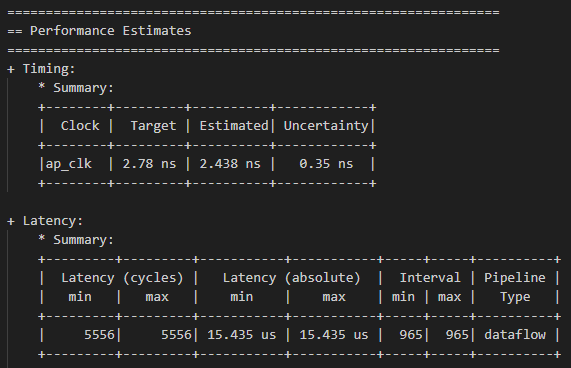 ================================================================
== Performance Estimates
================================================================
+ Timing:
    * Summary:
    +--------+---------+----------+------------+
    |  Clock |  Target | Estimated| Uncertainty|
    +--------+---------+----------+------------+
    |ap_clk  | 2.78 ns | 2.438 ns |   0.35 ns  |
    +--------+---------+----------+------------+

+ Latency:
    * Summary:
    +---------+---------+-----------+-----------+-----+-----+----------+
    |  Latency (cycles) |   Latency (absolute)  |  Interval | Pipeline |
    |   min   |   max   |    min    |    max    | min | max |   Type   |
    +---------+---------+-----------+-----------+-----+-----+----------+
    |     5556|     5556| 15.435 us | 15.435 us |  965|  965| dataflow |
    +---------+---------+-----------+-----------+-----+-----+----------+